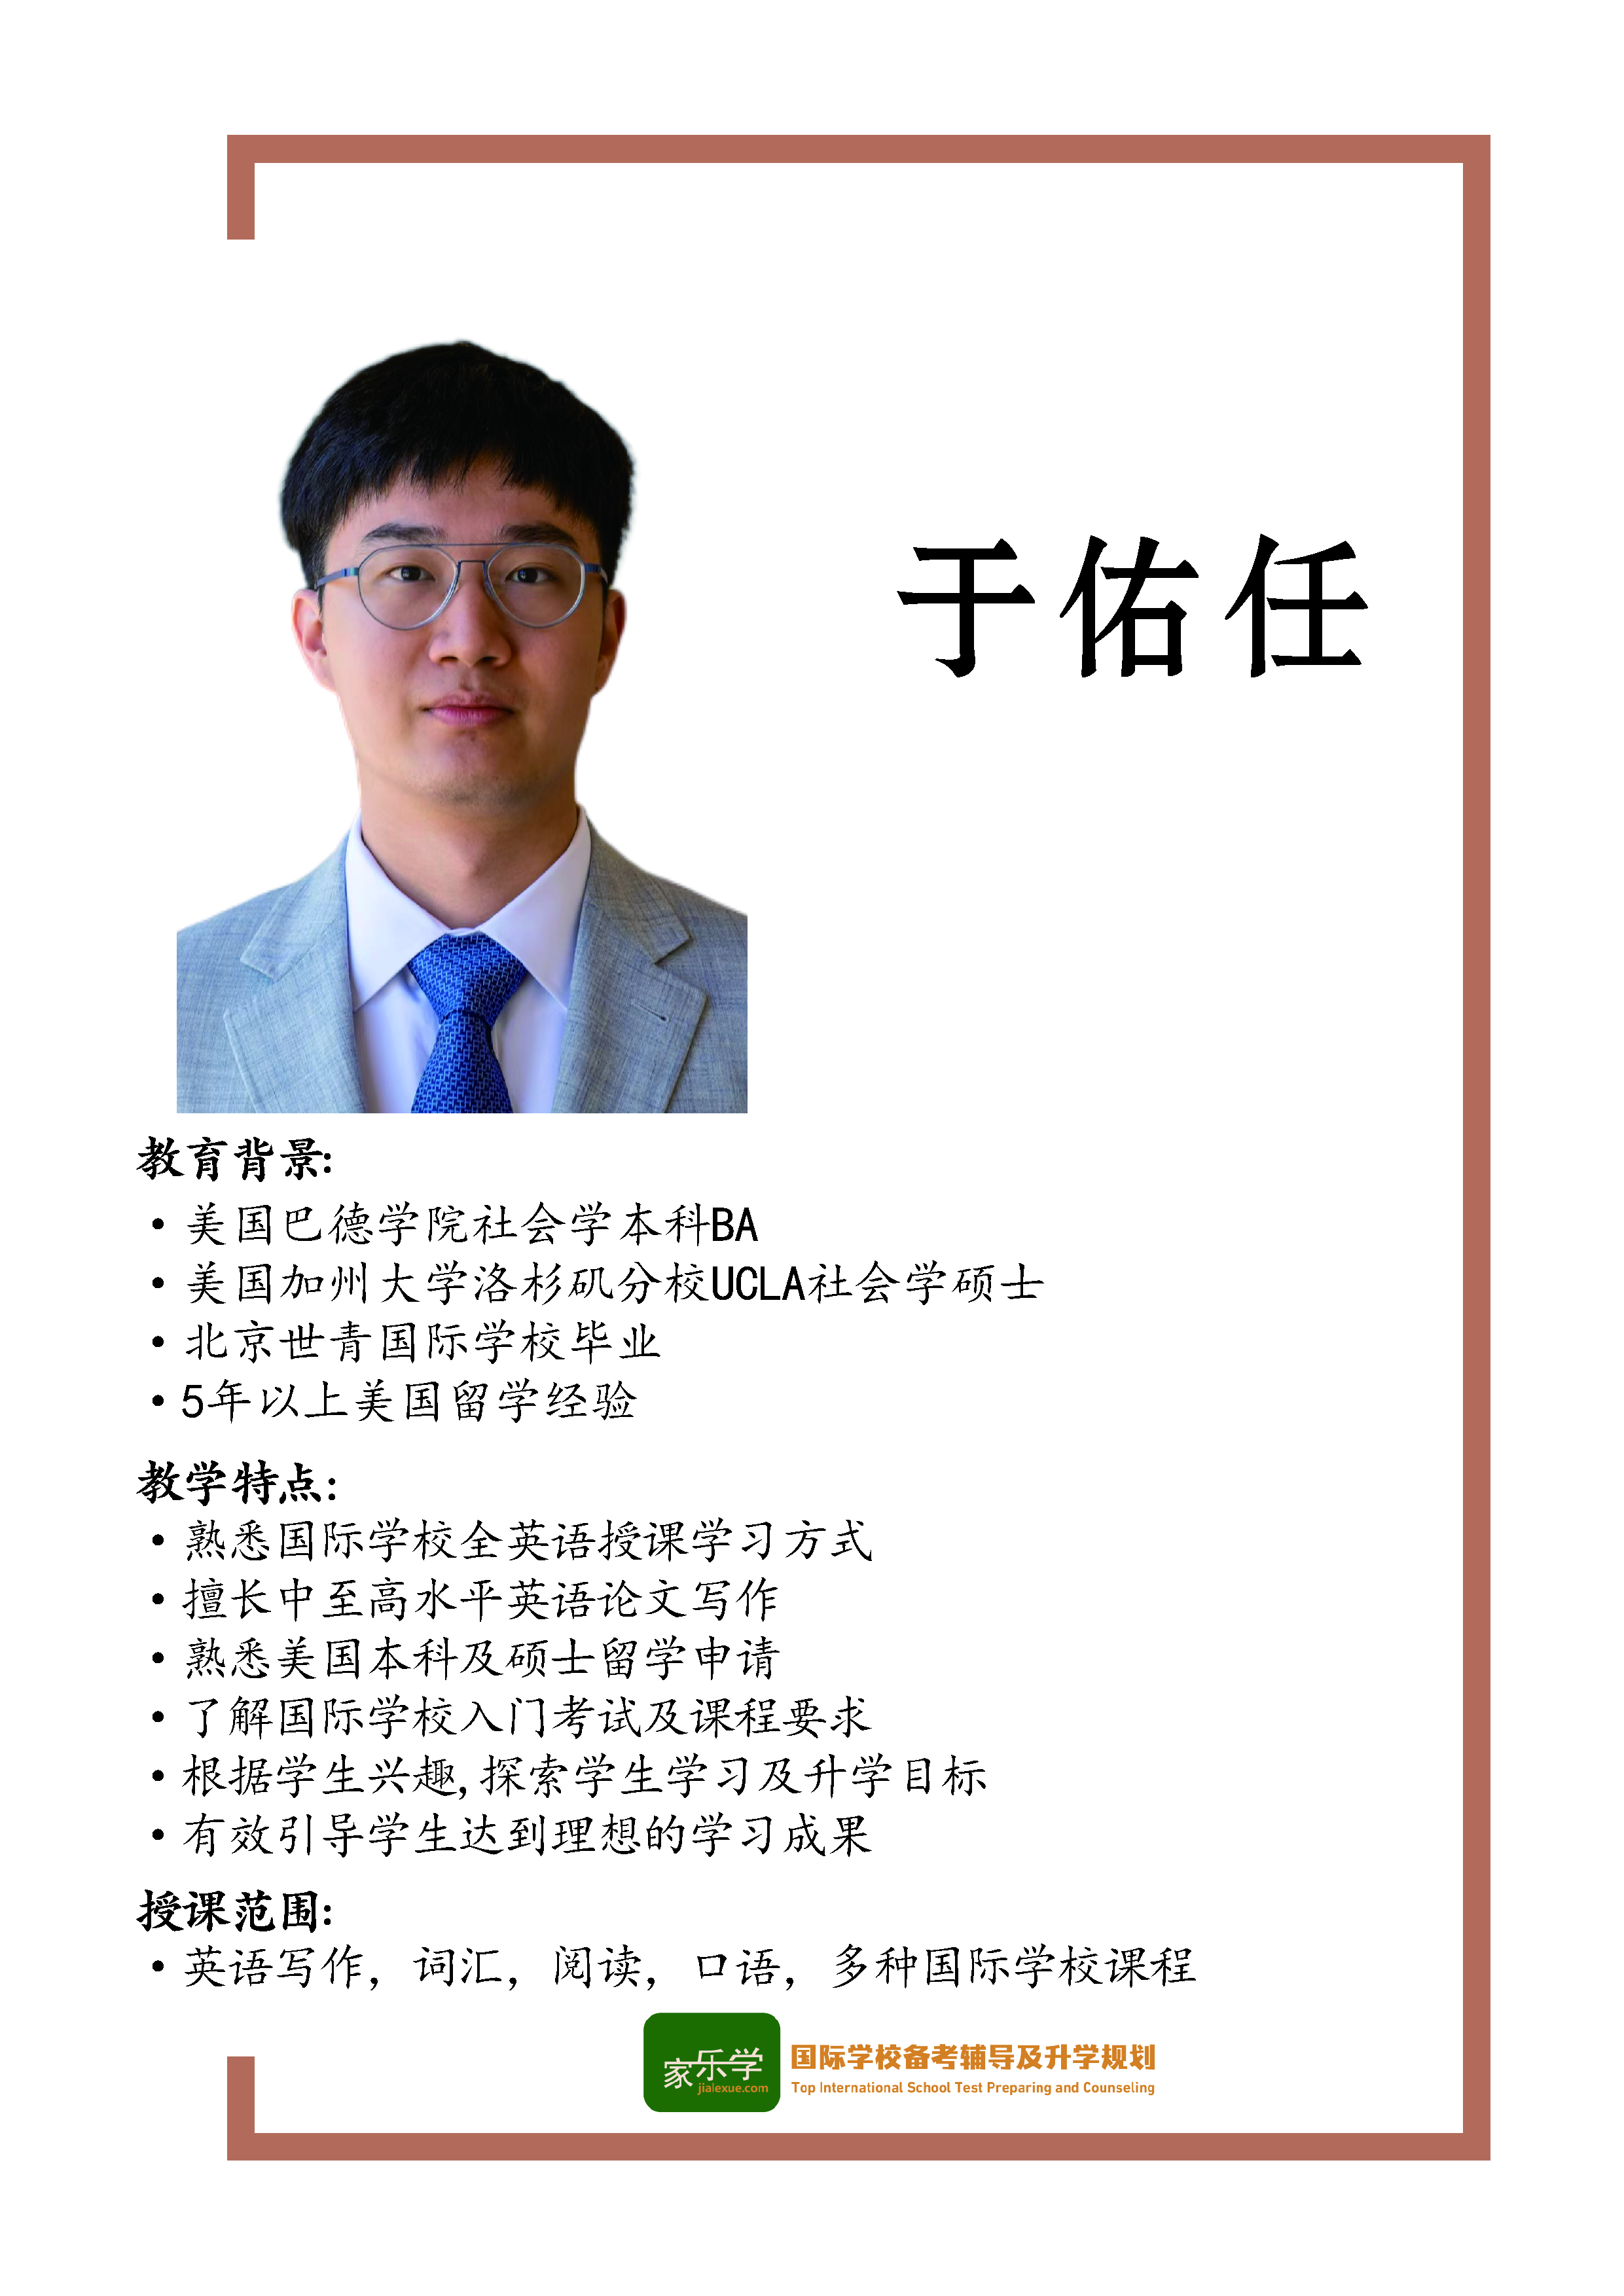 于佑任
教育背景:
• 美国巴德学院社会学本科BA
• 美国加州大学洛杉矶分校UCLA社会学硕士
• 北京世青国际学校毕业
• 5年以上美国留学经验
教学特点:
• 熟悉国际学校全英语授课学习方式
• 擅长中至高水平英语论文写作
• 熟悉美国本科及硕士留学申请
• 了解国际学校入门考试及课程要求
• 根据学生兴趣,探索学生学习及升学目标
• 有效引导学生达到理想的学习成果
授课范围:
• 英语写作，词汇，阅读，口语，多种国际学校课程
家乐学
jialexue.com
国际学校备考辅导及升学规划
Top International School Test Preparing and Counseling